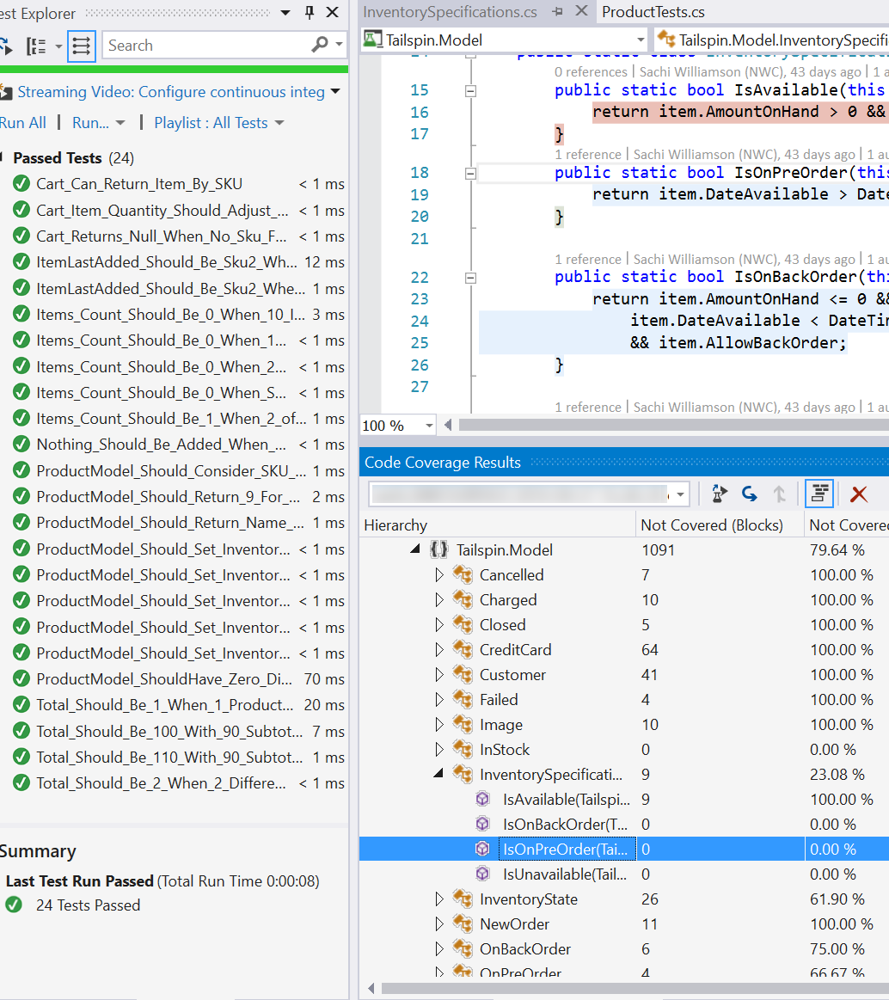 est Explorer
Search
Streaming Video: Configure continuous integ
Run All | Run... | Playlist : All Tests
Passed Tests (24)
Cart_Can_Return_Item_By_SKU < 1 ms
Cart_Item_Quantity_Should_Adjust_... < 1 ms
Cart_Returns_Null_When_No_Sku_F... < 1 ms
ItemLastAdded_Should_Be_Sku2_Wh... 12 ms
ItemLastAdded_Should_Be_Sku2_Whe... 1 ms
Items_Count_Should_Be_0_When_10_I... 3 ms
Items_Count_Should_Be_0_When_1... < 1 ms
Items_Count_Should_Be_0_When_2... < 1 ms
Items_Count_Should_Be_0_When_S... < 1 ms
Items_Count_Should_Be_1_When_2_of... 1 ms
Nothing_Should_Be_Added_When_... < 1 ms
ProductModel_Should_Consider_SKU_... 1 ms
ProductModel_Should_Return_9_For_... 2 ms
ProductModel_Should_Return_Name_... 1 ms
ProductModel_Should_Set_Inventor... < 1 ms
ProductModel_Should_Set_Inventor... < 1 ms
ProductModel_Should_Set_Inventor... < 1 ms
ProductModel_Should_Set_Inventor... < 1 ms
ProductModel_Should_Set_Inventor... < 1 ms
ProductModel_ShouldHave_Zero_Di... 70 ms
Total_Should_Be_1_When_1_Product... 20 ms
Total_Should_Be_100_With_90_Subtot... 7 ms
Total_Should_Be_110_With_90_Subtot... 1 ms
Total_Should_Be_2_When_2_Differe... < 1 ms
Summary
Last Test Run Passed (Total Run Time 0:00:08)
24 Tests Passed
InventorySpecifications.cs ProductTests.cs
Tailspin.Model Tailspin.Model.InventorySpecifi
0 references | Sachi Williamson (NWC), 43 days ago | 1 a
15 public static bool IsAvailable(this
16 return item.AmountOnHand > 0 &&
17 }
1 reference | Sachi Williamson (NWC), 43 days ago | 1 au
18 public static bool IsOnPreOrder(this
19 return item.DateAvailable > Date
20 }
21
1 reference | Sachi Williamson (NWC), 43 days ago | 1 au
22 public static bool IsOnBackOrder(thi
23 return item.AmountOnHand <= 0 &&
24 item.DateAvailable < DateTim
25 && item.AllowBackOrder;
26 }
27
1 reference | Sachi Williamson (NWC), 43 days ago | 1 au
100 %
Code Coverage Results
Hierarchy Not Covered (Blocks) Not Covere
Tailspin.Model 1091 79.64 %
Cancelled 7 100.00 %
Charged 10 100.00 %
Closed 5 100.00 %
CreditCard 64 100.00 %
Customer 41 100.00 %
Failed 4 100.00 %
Image 10 100.00 %
InStock 0 0.00 %
InventorySpecificati... 9 23.08 %
IsAvailable(Tailspi... 9 100.00 %
IsOnBackOrder(T... 0 0.00 %
IsOnPreOrder(Tai... 0 0.00 %
IsUnavailable(Tail... 0 0.00 %
InventoryState 26 61.90 %
NewOrder 11 100.00 %
OnBackOrder 6 75.00 %
OnPreOrder 4 66.67 %